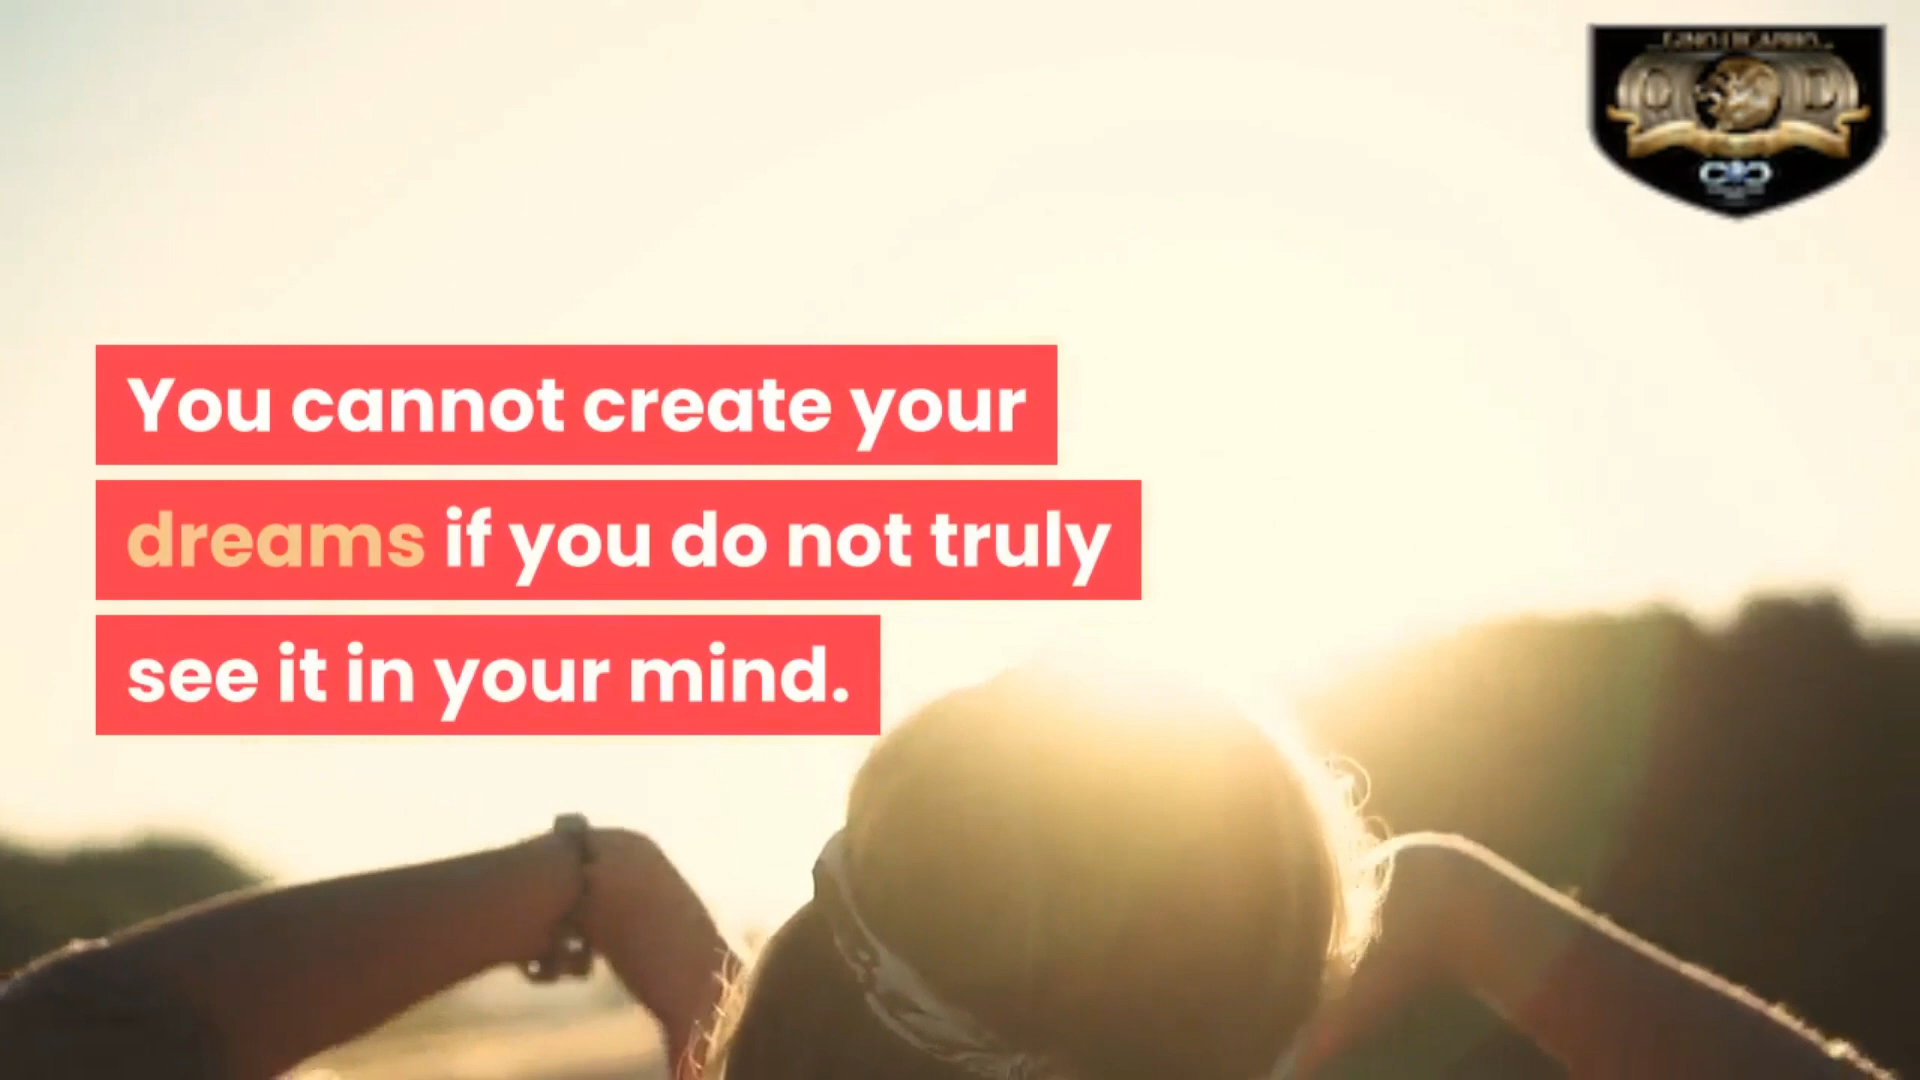 You cannot create your
dreams if you do not truly
see it in your mind.